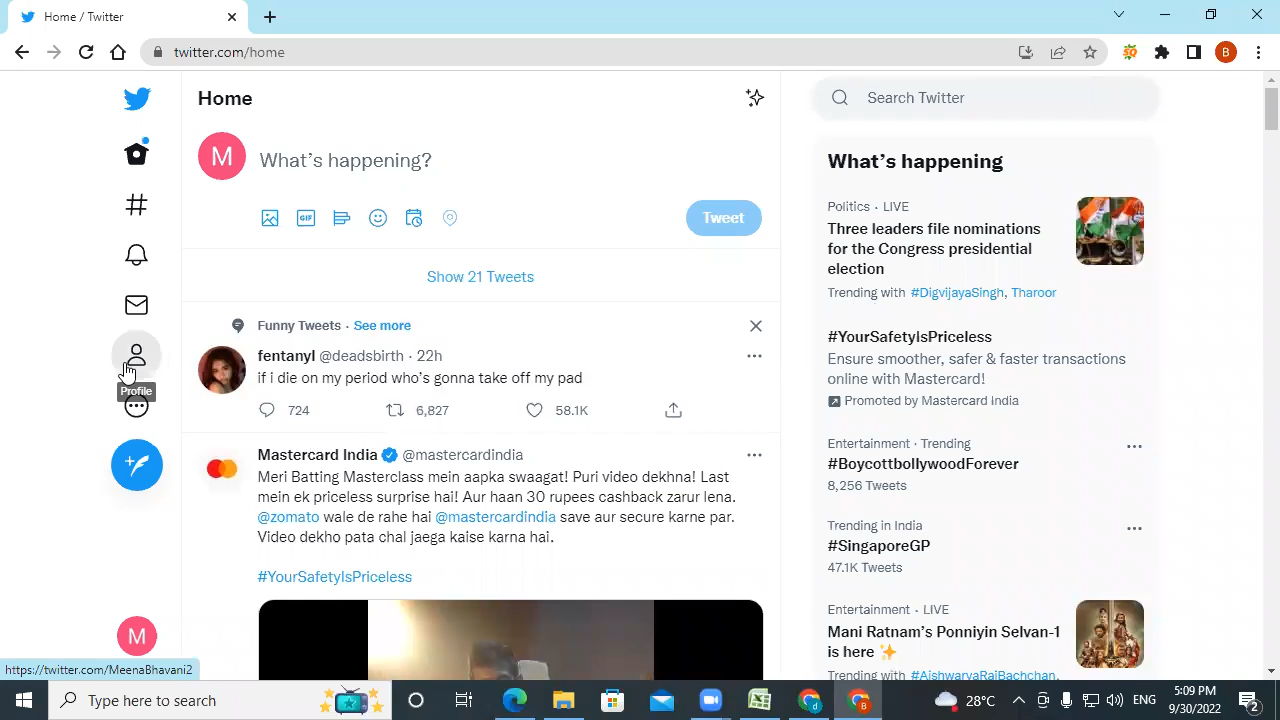 Home / Twitter
twitter.com/home
B
Home
Search Twitter
M
What's happening?
GIF
Tweet
Show 21 Tweets
Funny Tweets · See more
fentanyl @deadsbirth · 22h
if i die on my period who's gonna take off my pad
724 6,827 58.1K
Mastercard India @mastercardindia
Meri Batting Masterclass mein aapka swaagat! Puri video dekhna! Last
mein ek priceless surprise hai! Aur haan 30 rupees cashback zarur lena.
@zomato wale de rahe hai @mastercardindia save aur secure karne par.
Video dekho pata chal jaega kaise karna hai.
#YourSafetyIsPriceless
Profile
M
https://twitter.com/MeenaBhavani2
What's happening
Politics · LIVE
Three leaders file nominations
for the Congress presidential
election
Trending with #DigvijayaSingh, Tharoor
#YourSafetyIsPriceless
Ensure smoother, safer & faster transactions
online with Mastercard!
Promoted by Mastercard India
Entertainment · Trending
#BoycottbollywoodForever
8,256 Tweets
Trending in India
#SingaporeGP
47.1K Tweets
Entertainment · LIVE
Mani Ratnam's Ponniyin Selvan-1
is here ✨
Trending with #AishwaryaRaiBachchan,
Type here to search
28°C
ENG
5:09 PM
9/30/2022
2